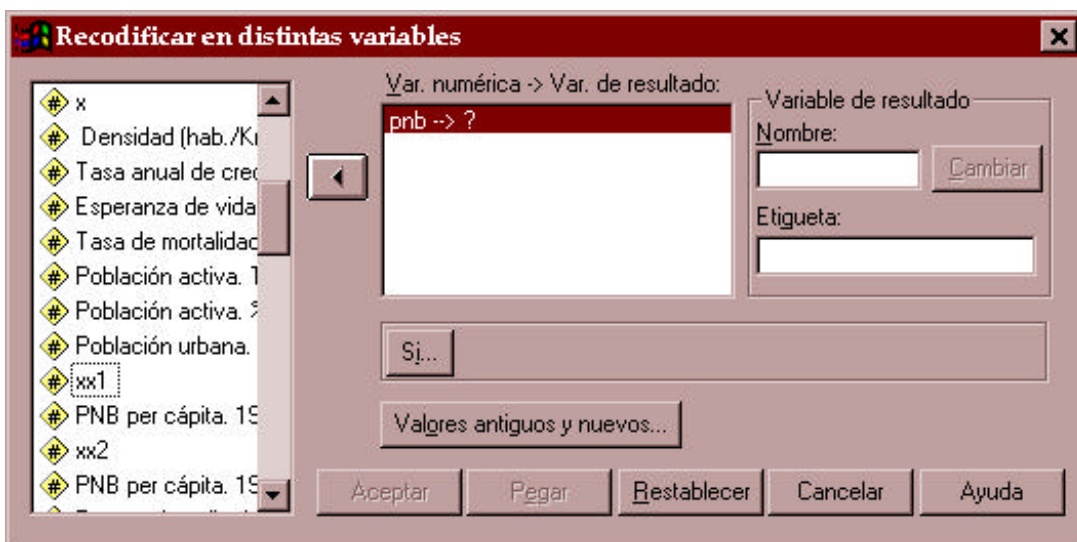 Recodificar en distintas variables
x
Densidad (hab./K
Tasa anual de cre
Esperanza de vida
Tasa de mortalidad
Población activa. 1
Población activa. %
Población urbana.
xx1
PNB per cápita. 19
xx2
PNB per cápita. 19
Var. numérica -> Var. de resultado:
pnb --> ?
Variable de resultado
Nombre:
Cambiar
Etiqueta:
Si...
Valores antiguos y nuevos...
Aceptar
Pegar
Restablecer
Cancelar
Ayuda